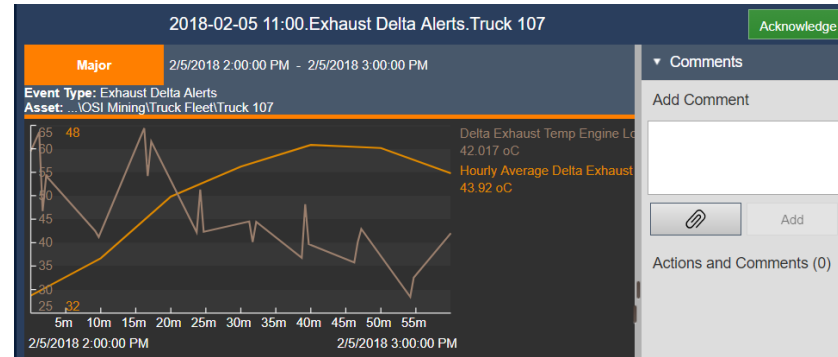 2018-02-05 11:00.Exhaust Delta Alerts.Truck 107
Acknowledge
Major
2/5/2018 2:00:00 PM - 2/5/2018 3:00:00 PM
Event Type: Exhaust Delta Alerts
Asset: ...\OSI Mining\Truck Fleet\Truck 107
65 48
60
55
50
45
40
35
30
25 32
5m 10m 15m 20m 25m 30m 35m 40m 45m 50m 55m
2/5/2018 2:00:00 PM 2/5/2018 3:00:00 PM
Delta Exhaust Temp Engine Lo
42.017 oC
Hourly Average Delta Exhaust
43.92 oC
Comments
Add Comment
Add
Actions and Comments (0)